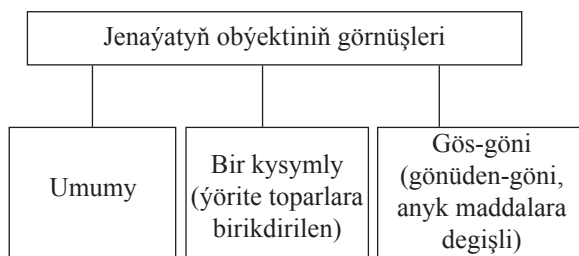 Jenaýatyň obýektiniň görnüşleri
Umumy
Bir kysymly
(ýörite toparlara
birikdirilen)
Gös-göni
(gönüden-göni,
anyk maddalara
degişli)